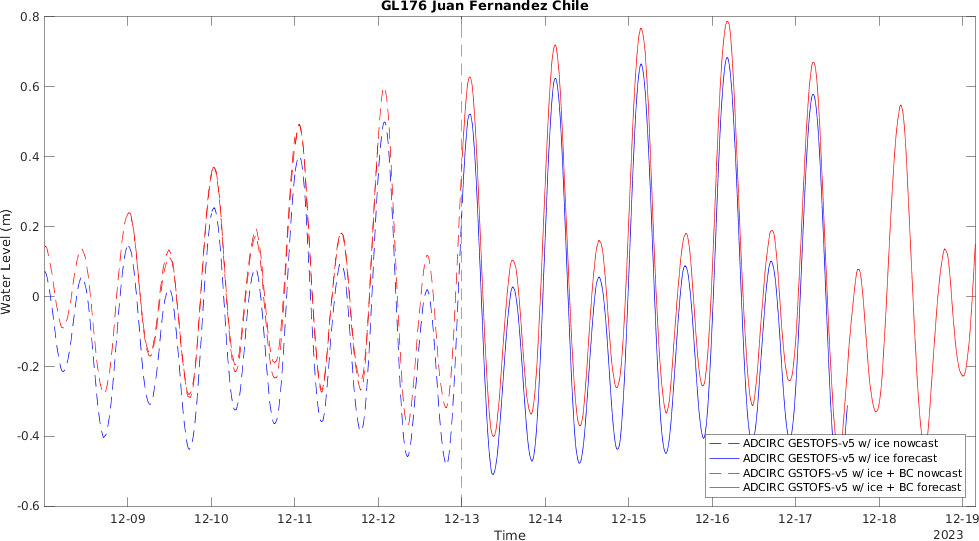 GL176 Juan Fernandez Chile
0.8
0.6
0.4
0.2
0
-0.2
-0.4
-0.6
Water Level (m)
ADCIRC GESTOFS-v5 w/ ice nowcast
ADCIRC GESTOFS-v5 w/ ice forecast
ADCIRC GSTOFS-v5 w/ ice + BC nowcast
ADCIRC GSTOFS-v5 w/ ice + BC forecast
12-09 12-10 12-11 12-12 12-13 12-14 12-15 12-16 12-17 12-18 12-19
Time
2023